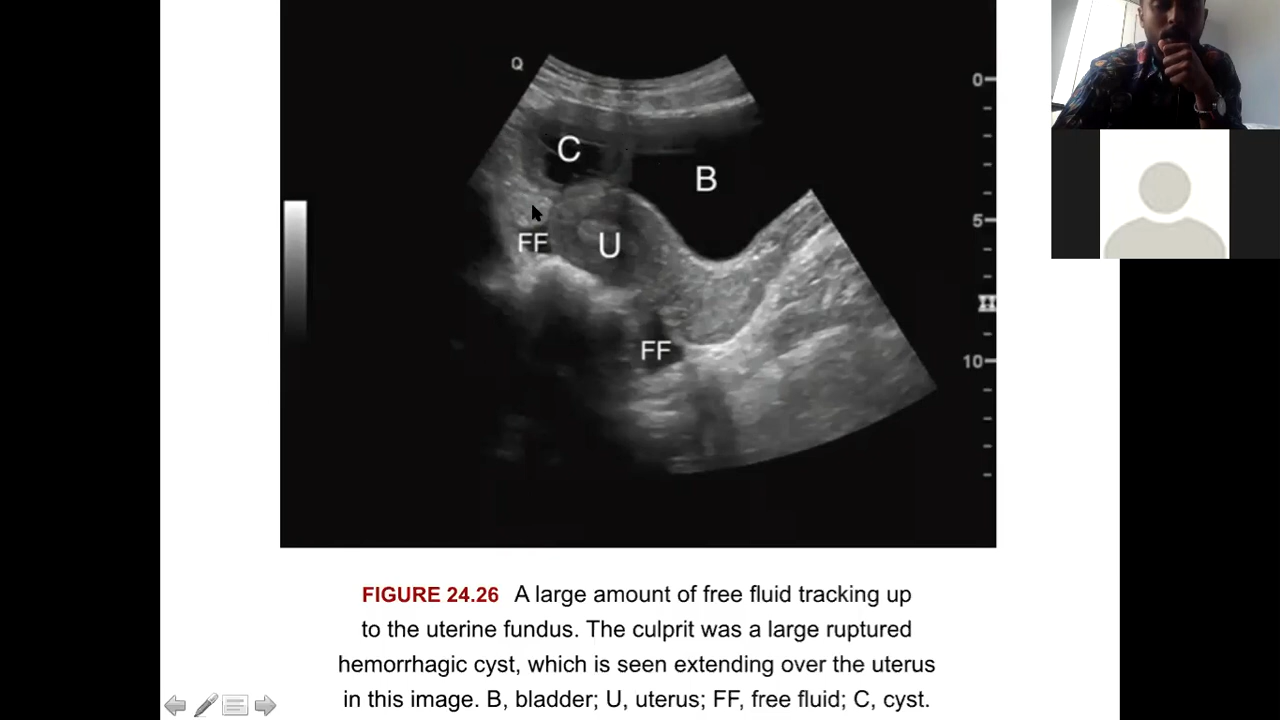 Q
0
C
B
5
FF
U
FF
10
FIGURE 24.26 A large amount of free fluid tracking up
to the uterine fundus. The culprit was a large ruptured
hemorrhagic cyst, which is seen extending over the uterus
in this image. B, bladder; U, uterus; FF, free fluid; C, cyst.